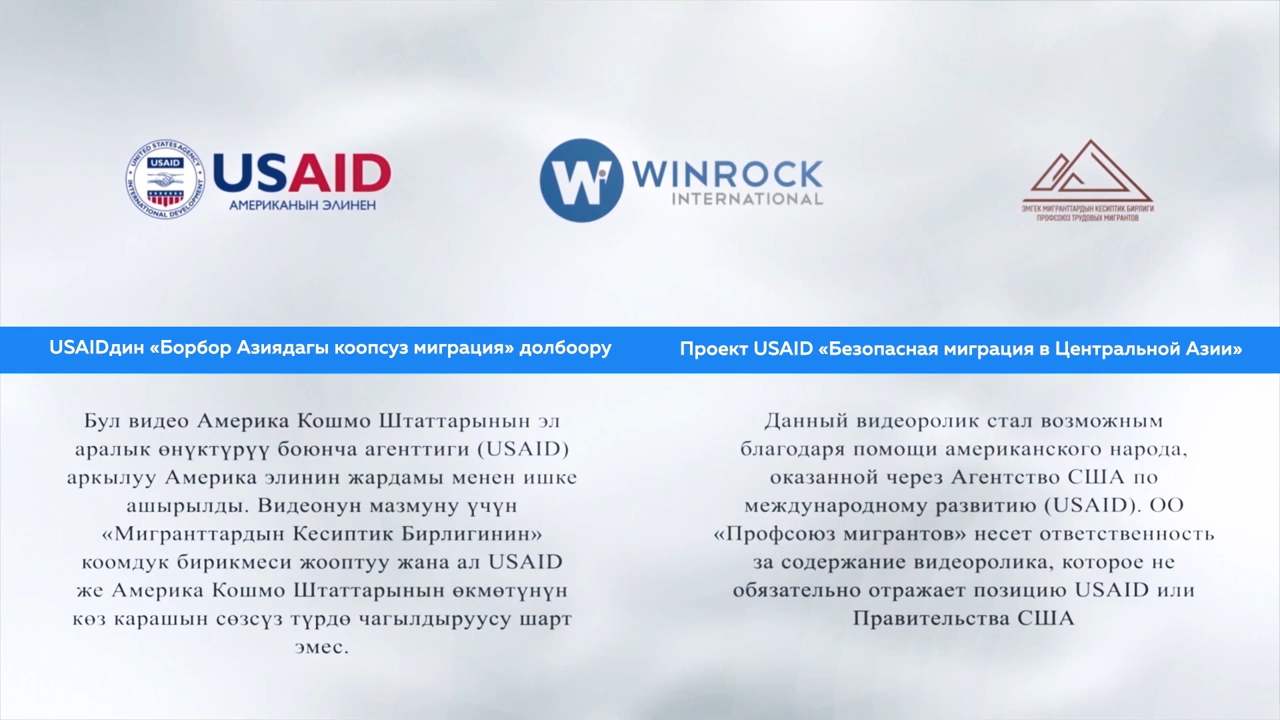 UNITED STATES AGENCY
USAID
INTERNATIONAL DEVELOPMENT
USAID
АМЕРИКАНЫН ЭЛИНЕН
Wi
WINROCK
INTERNATIONAL
ЭМГЕК МИГРАНТТАРДЫН КЕСИПТИК БИРЛИГИ
ПРОФСОЮЗ ТРУДОВЫХ МИГРАНТОВ
USAIDдин «Борбор Азиядагы коопсуз миграция» долбоору
Проект USAID «Безопасная миграция в Центральной Азии»
Бул видео Америка Кошмо Штаттарынын эл
аралык өнүктүрүү боюнча агенттиги (USAID)
аркылуу Америка элинин жардамы менен ишке
ашырылды. Видеонун мазмуну үчүн
«Мигранттардын Кесиптик Бирлигинин»
коомдук бирикмеси жооптуу жана ал USAID
же Америка Кошмо Штаттарынын өкмөтүнүн
көз карашын сөзсүз түрдө чагылдыруусу шарт
эмес.
Данный видеоролик стал возможным
благодаря помощи американского народа,
оказанной через Агентство США по
международному развитию (USAID). ОО
«Профсоюз мигрантов» несет ответственность
за содержание видеоролика, которое не
обязательно отражает позицию USAID или
Правительства США